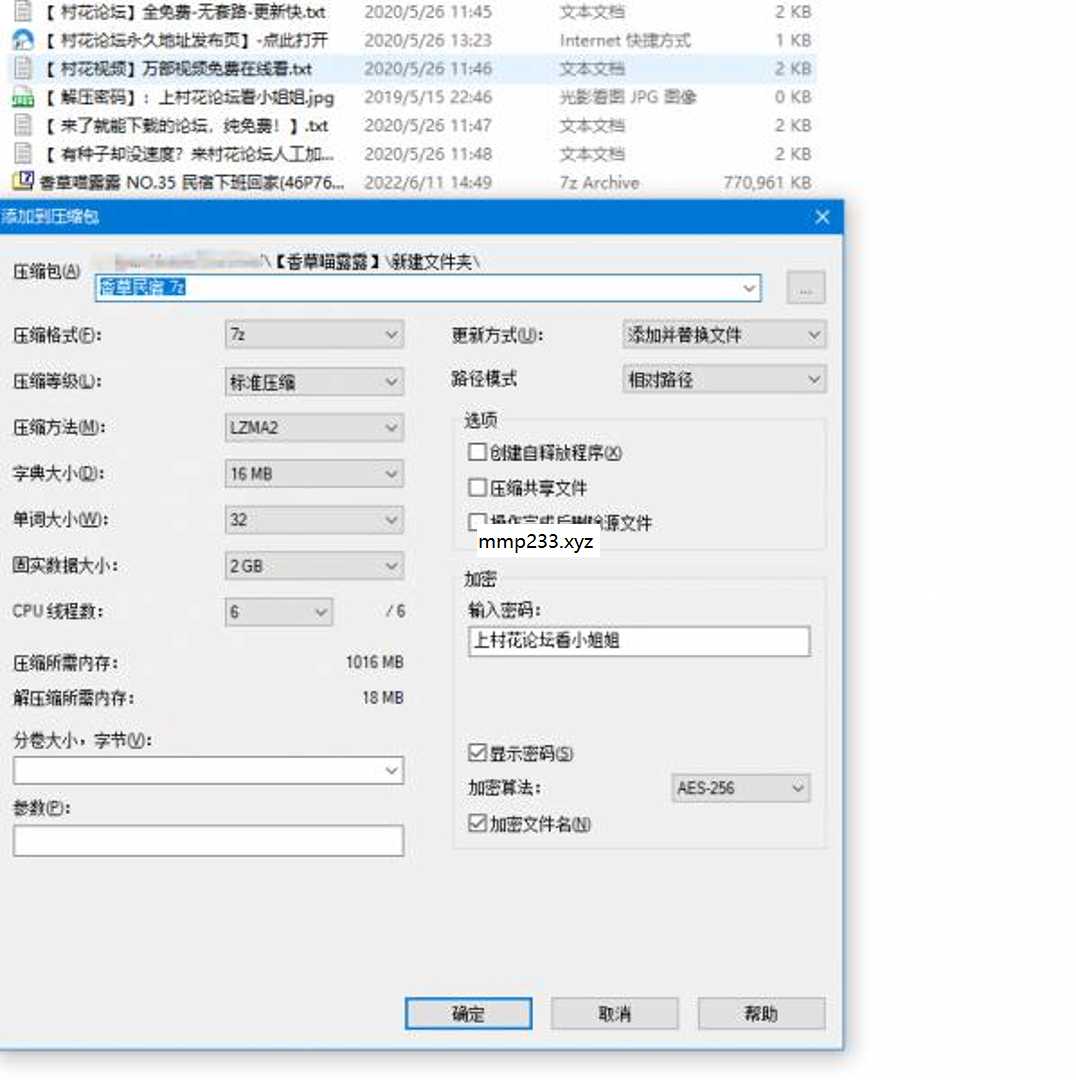 【 村花论坛】全免费-无套路-更新快.txt 2020/5/26 11:45 文本文档 2 KB
【 村花论坛永久地址发布页】-点此打开 2020/5/26 13:23 Internet 快捷方式 1 KB
【 村花视频】万部视频免费在线看.txt 2020/5/26 11:46 文本文档 2 KB
【 解压密码】: 上村花论坛看小姐姐.jpg 2019/5/15 22:46 光影看图 JPG 图像 0 KB
【 来了就能下载的论坛，纯免费！】.txt 2020/5/26 11:47 文本文档 2 KB
【 有种子却没速度？来村花论坛人工加... 2020/5/26 11:48 文本文档 2 KB
香草喵露露 NO.35 民宿下班回家(46P76... 2022/6/11 14:49 7z Archive 770,961 KB
添加到压缩包
压缩包(A) \【香草喵露露】\新建文件夹\
香草民宿.7z
...
压缩格式(F): 7z 更新方式(U): 添加并替换文件
压缩等级(L): 标准压缩 路径模式 相对路径
压缩方法(M): LZMA2 选项
创建自释放程序(X)
字典大小(D): 16 MB 压缩共享文件
单词大小(W): 32 操作完成后删除源文件
mmp233.xyz
固实数据大小: 2 GB 加密
CPU 线程数: 6 / 6 输入密码:
上村花论坛看小姐姐
压缩所需内存: 1016 MB
解压缩所需内存: 18 MB
分卷大小，字节(V): 显示密码(S)
加密算法: AES-256
参数(P): 加密文件名(N)
确定 取消 帮助